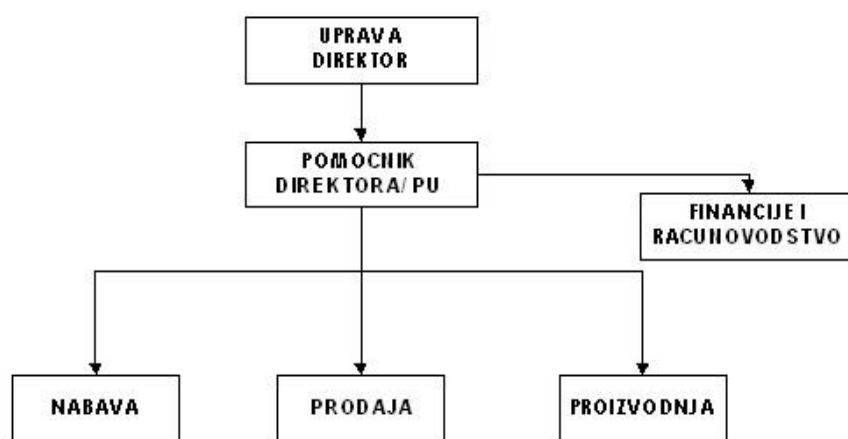 UPRAVA
DIREKTOR
POMOCNIK
DIREKTORA/PU
FINANCIJE I
RACUNOVODSTVO
NABAVA
PRODAJA
PROIZVODNJA